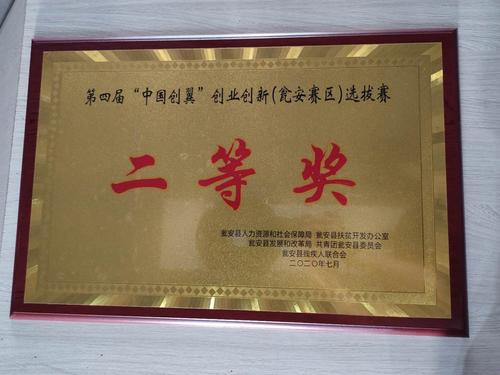 第四届“中国创翼”创业创新(瓮安赛区)选拔赛
二等奖
瓮安县人力资源和社会保障局 瓮安县扶贫开发办公室
瓮安县发展和改革局 共青团瓮安县委员会
瓮安县残疾人联合会
二〇二〇年七月